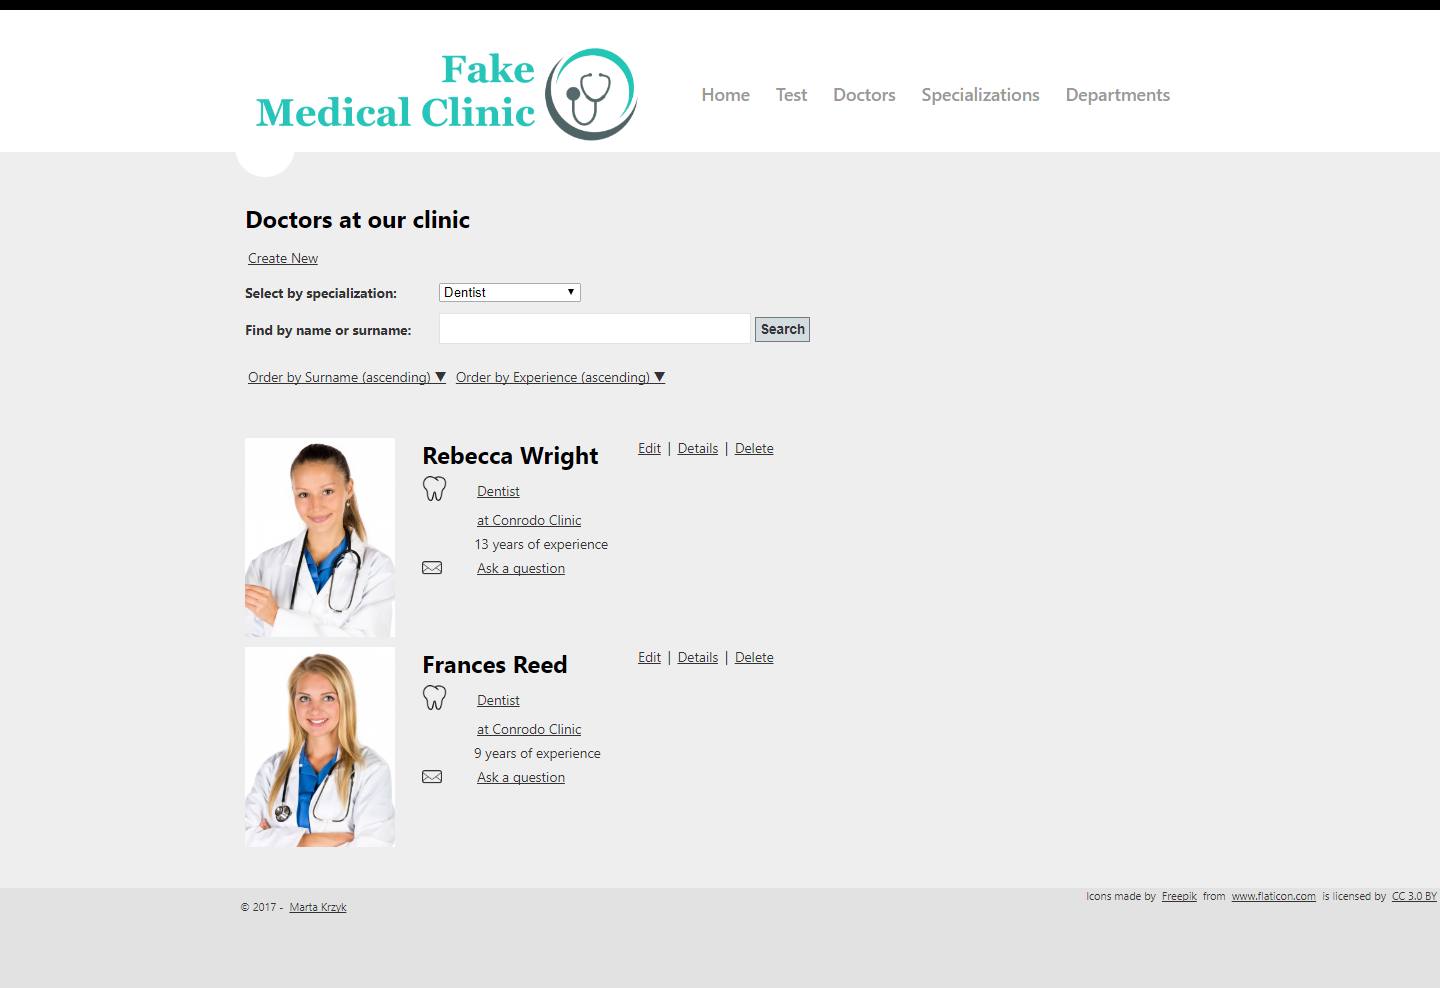 Fake
Medical Clinic
Home Test Doctors Specializations Departments
Doctors at our clinic
Create New
Select by specialization: Dentist ▼
Find by name or surname: Search
Order by Surname (ascending) ▼ Order by Experience (ascending) ▼
Rebecca Wright
Edit | Details | Delete
Dentist
at Conrodo Clinic
13 years of experience
Ask a question
Frances Reed
Edit | Details | Delete
Dentist
at Conrodo Clinic
9 years of experience
Ask a question
© 2017 - Marta Krzyk
Icons made by Freepik from www.flaticon.com is licensed by CC 3.0 BY